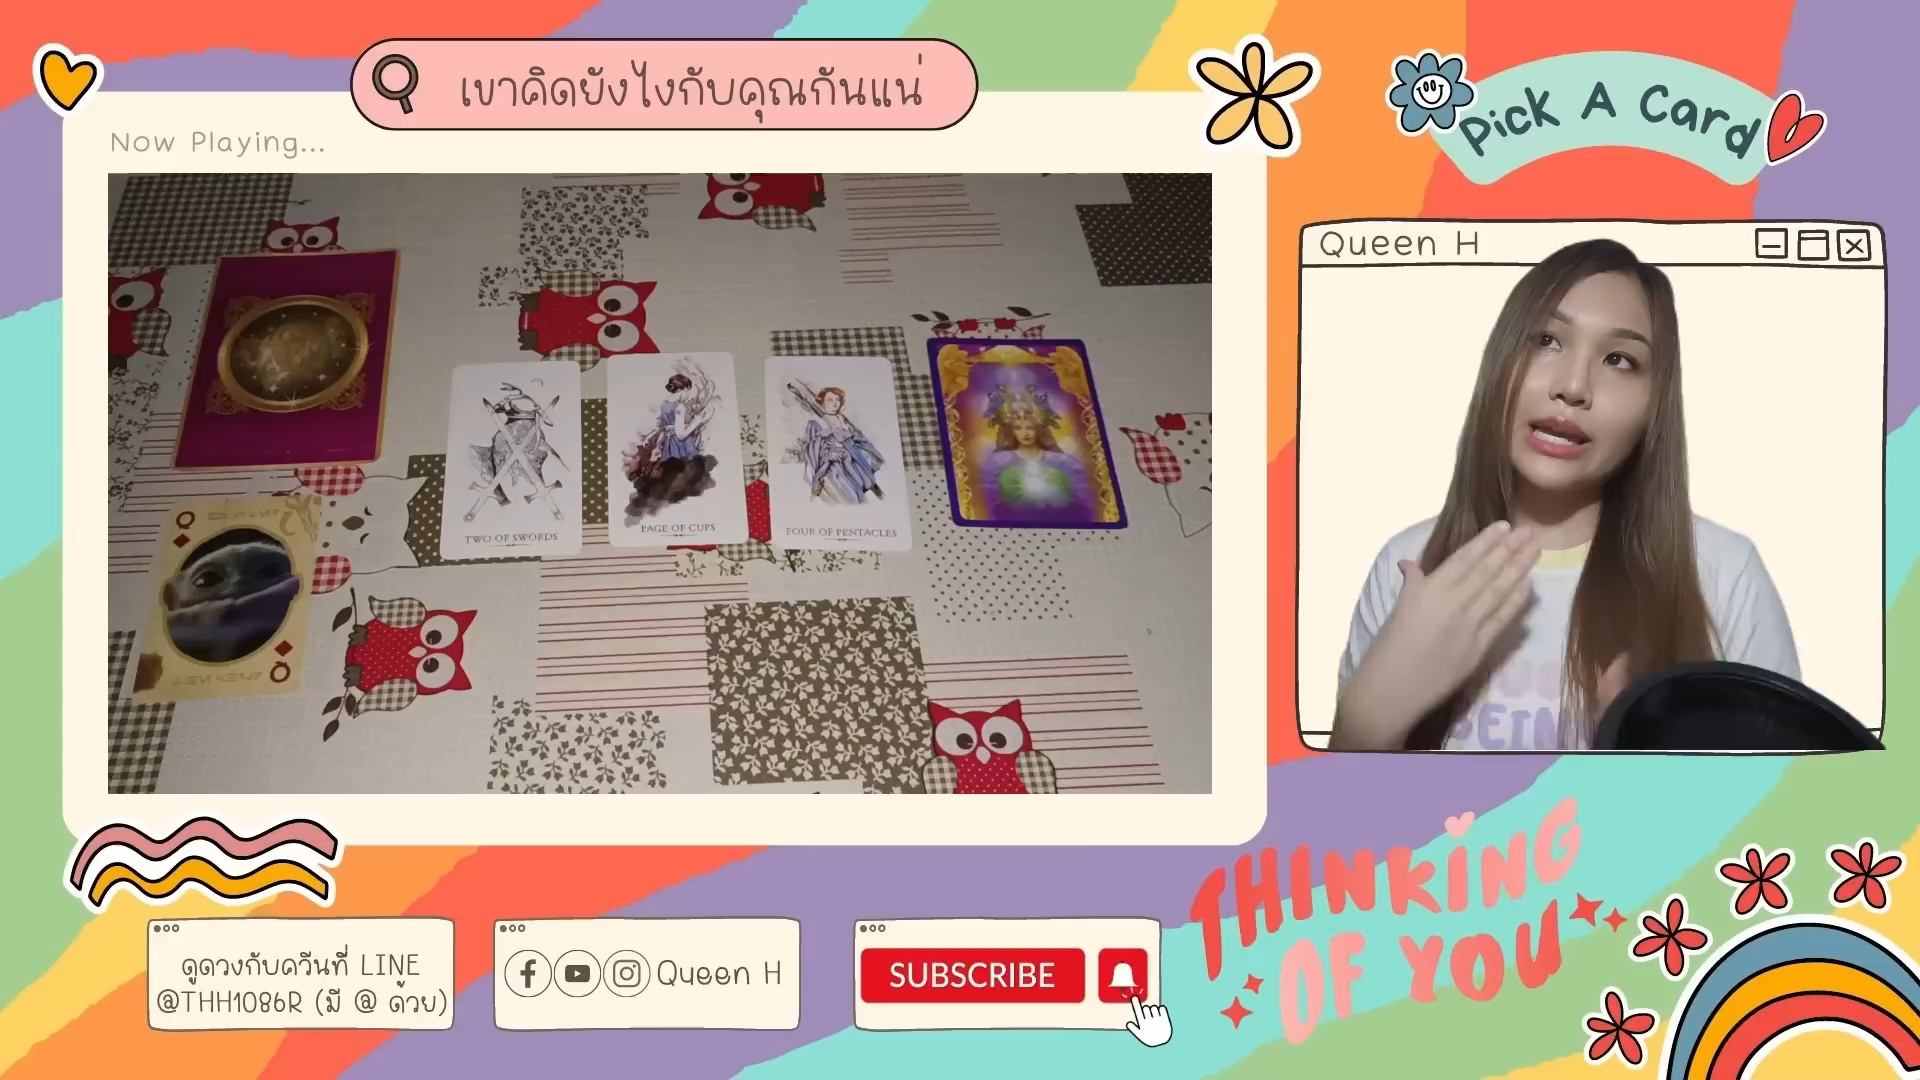 เขาคิดยังไงกับคุณกันแน่
Pick A Card
Now Playing...
Queen H
TWO OF SWORDS
PAGE OF CUPS
FOUR OF PENTACLES
Q
Q
BEIN
THINKING
OF YOU
ดูดวงกับควีนที่ LINE
@THH1086R (มี @ ด้วย)
Queen H
SUBSCRIBE